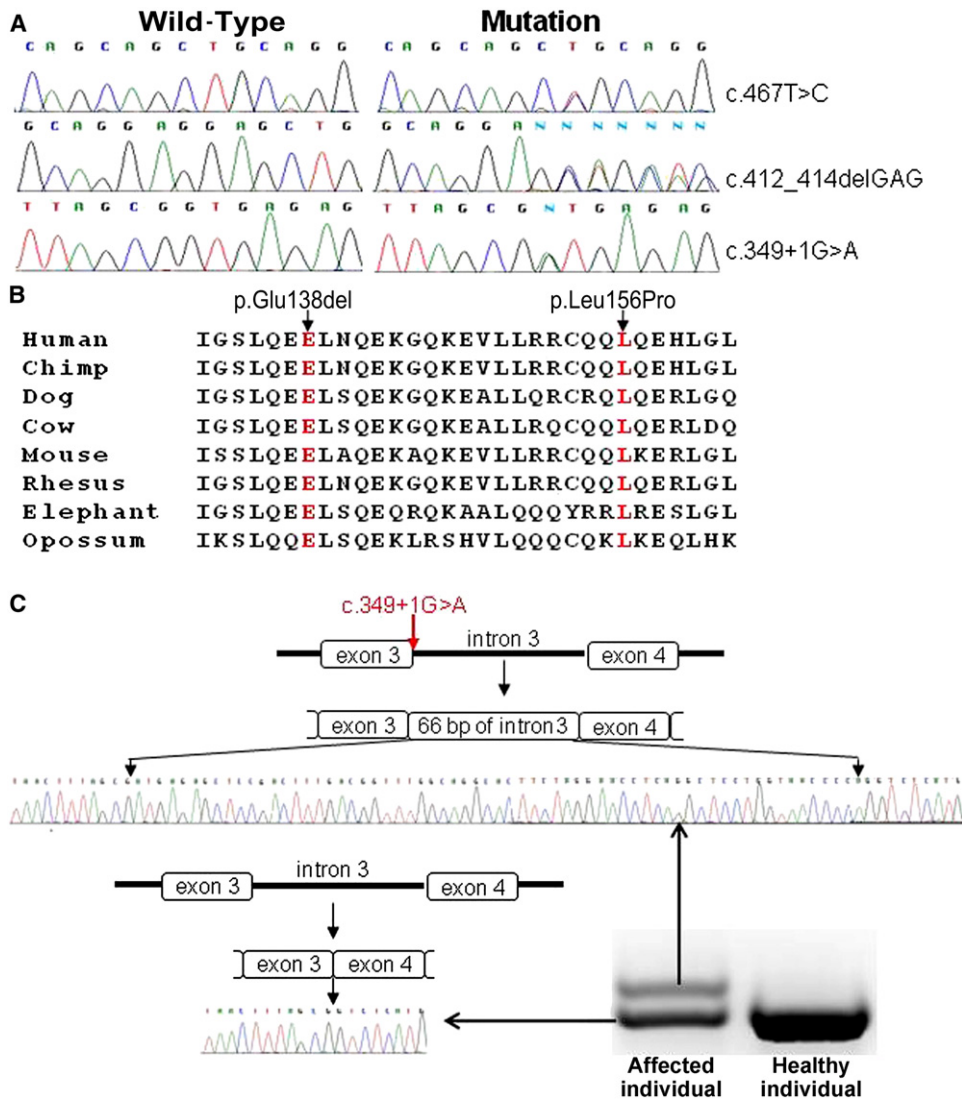 A
Wild-Type Mutation
C A G C A G C T G C A G G C A G C A G C T G C A G G
c.467T>C
G C A G G A G G A G C T G G C A G G A N N N N N N N
c.412_414delGAG
T T A G C G G T G A G A G T T A G C G N T G A G A G
c.349+1G>A
B
p.Glu138del p.Leu156Pro
Human IGSLQEELNQEKGQKEVLLRRCQQLQEHLGL
Chimp IGSLQEELNQEKGQKEVLLRRCQQLQEHLGL
Dog IGSLQEELSQEKGQKEALLQRCRQLQERLGQ
Cow IGSLQEELSQEKGQKEALLRQCQQLQERLDQ
Mouse ISSLQEELAQEKAQKEVLLRRCQQLKERLGL
Rhesus IGSLQEELNQEKGQKEVLLRRCQQLQERLGL
Elephant IGSLQEELSQEQRQKAALQQQYRRLRESLGL
Opossum IKSLQQELSQEKLRSHVLQQQCQKLKEQLHK
C
c.349+1G>A
intron 3
exon 3 exon 4
exon 3 66 bp of intron 3 exon 4
intron 3
exon 3 exon 4
exon 3 exon 4
Affected Healthy
individual individual